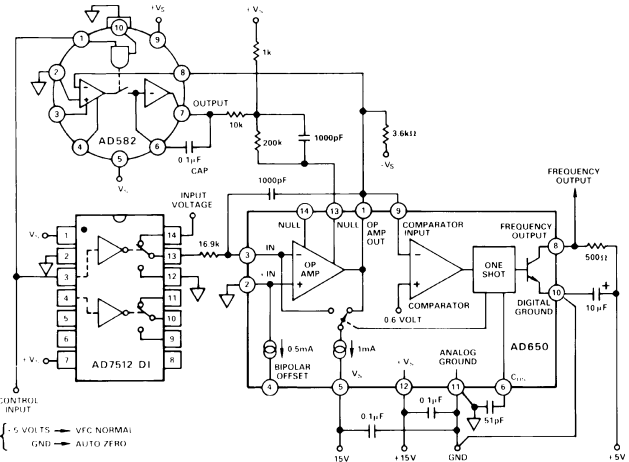 +VS
10
1
9
2
8
1k
OUTPUT
7
3
10k
200k
1000pF
3.6kΩ
-VS
4
6
AD582
5
0.1µF
CAP
VS
1000pF
FREQUENCY
OUTPUT
INPUT
VOLTAGE
14
13
1
9
NULL
NULL
OP
AMP
OUT
COMPARATOR
INPUT
FREQUENCY
OUTPUT
8
VS
1
14
2
13
16.9k
3
IN
3
12
2
+ IN
OP
AMP
ONE
SHOT
500Ω
4
11
COMPARATOR
10
DIGITAL
GROUND
5
10
0.6 VOLT
10µF
6
9
AD650
+VS
7
8
0.5mA
1mA
ANALOG
GROUND
AD7512 DI
BIPOLAR
OFFSET
VS
+VS
COS
4
5
12
11
6
CONTROL
INPUT
0.1µF
0.1µF
51pF
- 5 VOLTS → VFC NORMAL
GND → AUTO ZERO
15V
+15V
GND
+5V